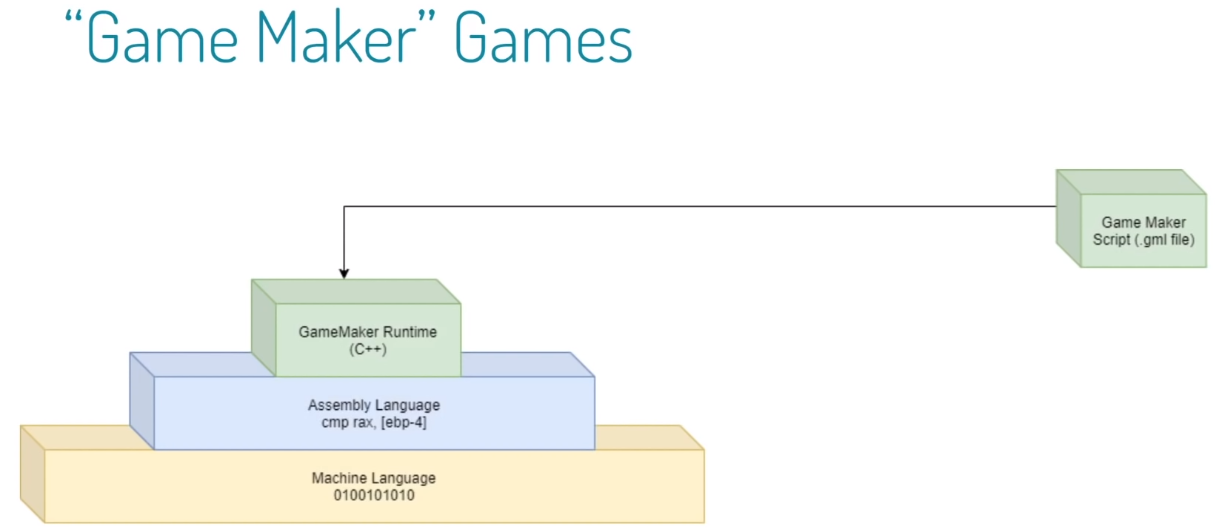 “Game Maker” Games
Game Maker
Script (.gml file)
GameMaker Runtime
(C++)
Assembly Language
cmp rax, [ebp-4]
Machine Language
0100101010